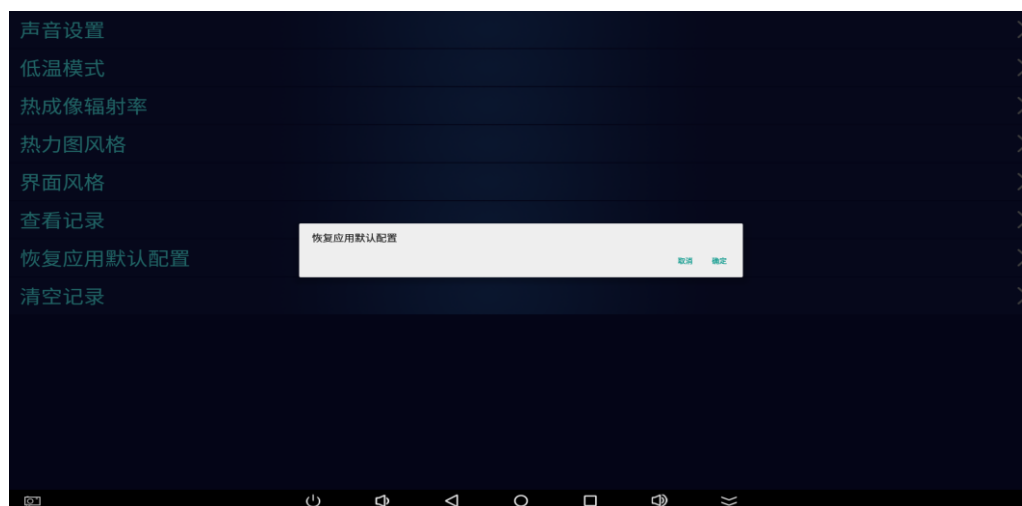 声音设置
低温模式
热成像辐射率
热力图风格
界面风格
查看记录
恢复应用默认配置
清空记录
恢复应用默认配置
取消 确定